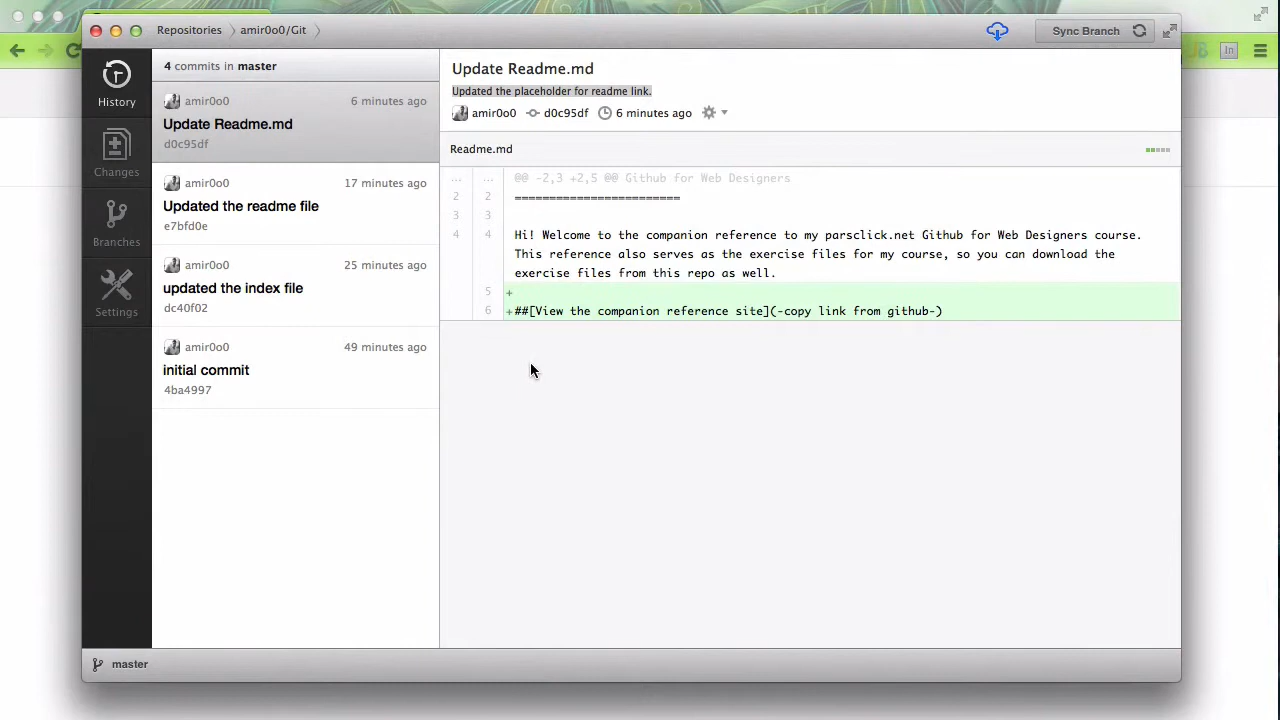 Repositories
amir0o0/Git
Sync Branch
In
History
Changes
Branches
Settings
4 commits in master
amir0o0 6 minutes ago
Update Readme.md
d0c95df
amir0o0 17 minutes ago
Updated the readme file
e7bfd0e
amir0o0 25 minutes ago
updated the index file
dc40f02
amir0o0 49 minutes ago
initial commit
4ba4997
Update Readme.md
Updated the placeholder for readme link.
amir0o0 d0c95df 6 minutes ago
Readme.md
... ... @@ -2,3 +2,5 @@ Github for Web Designers
2 2 ========================
3 3
4 4 Hi! Welcome to the companion reference to my parsclick.net Github for Web Designers course.
This reference also serves as the exercise files for my course, so you can download the
exercise files from this repo as well.
5 +
6 +##[View the companion reference site](-copy link from github-)
master